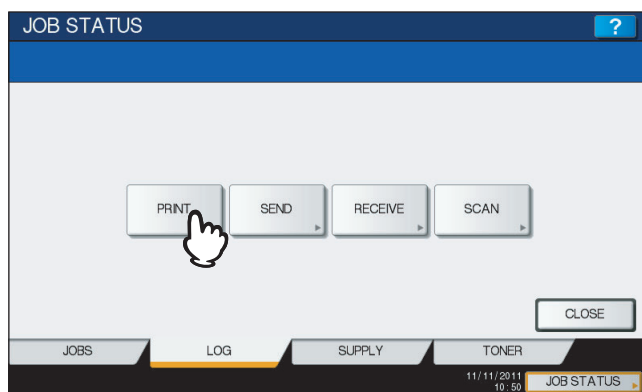 JOB STATUS ?
PRINT SEND RECEIVE SCAN
CLOSE
JOBS LOG SUPPLY TONER
11/11/2011
10:50 JOB STATUS